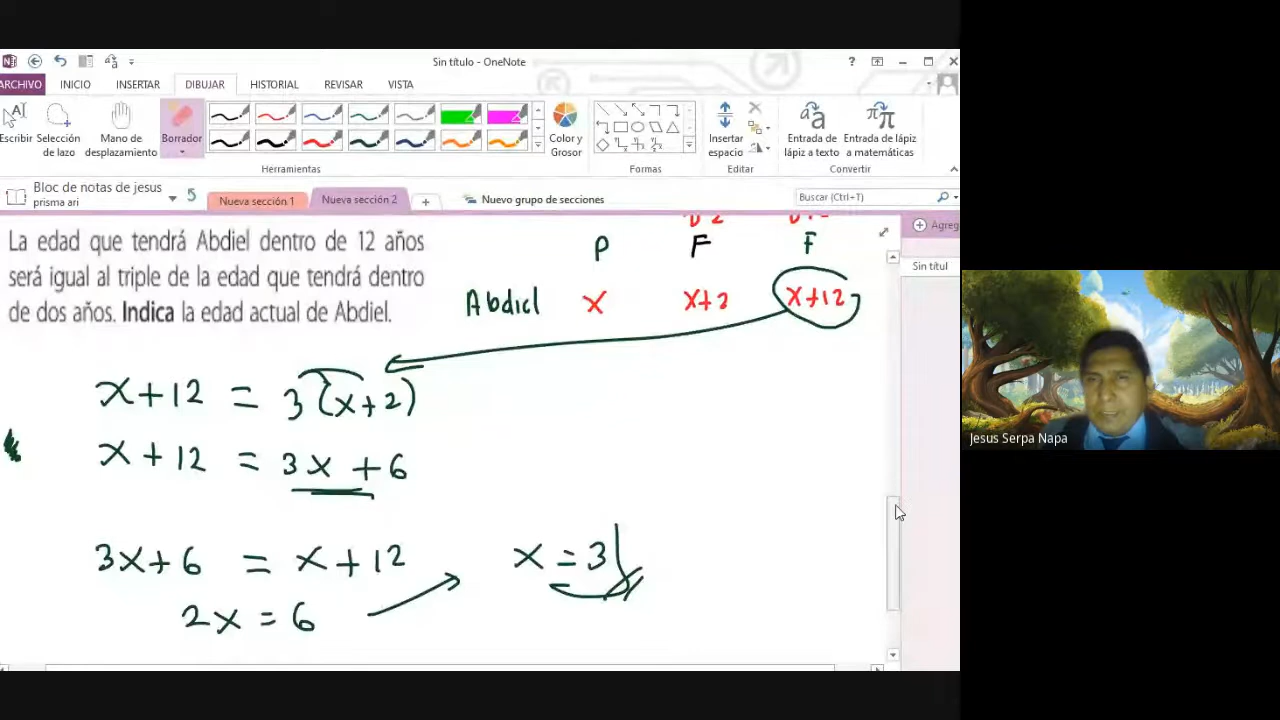 Sin título - OneNote
ARCHIVO INICIO INSERTAR DIBUJAR HISTORIAL REVISAR VISTA
Escribir
Selección de lazo
Mano de desplazamiento
Borrador
Color y Grosor
Insertar espacio
Entrada de lápiz a texto
Entrada de lápiz a matemáticas
Herramientas Formas Editar Convertir
Bloc de notas de jesus
prisma ari
Nueva sección 1
Nueva sección 2
Nuevo grupo de secciones
Buscar (Ctrl+T)
Agreg
Sin títul
La edad que tendrá Abdiel dentro de 12 años
será igual al triple de la edad que tendrá dentro
de dos años. Indica la edad actual de Abdiel.
P F F
Abdiel x x+2 x+12
x+12 = 3(x+2)
x+12 = 3x+6
3x+6 = x+12
2x = 6
x = 3
Jesus Serpa Napa